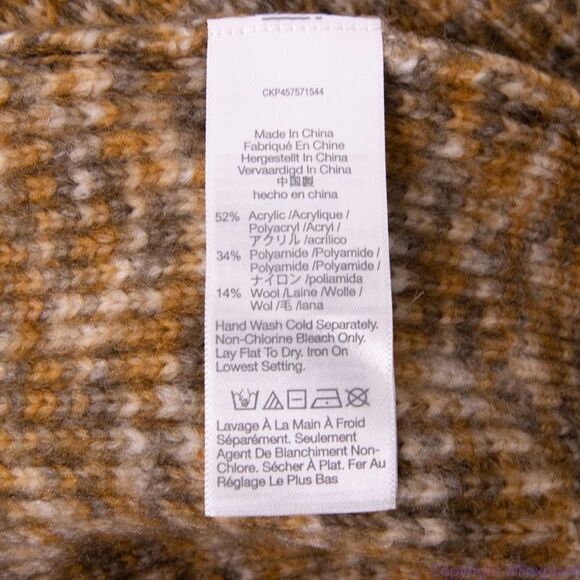 CKP457571544
Made In China
Fabriqué En Chine
Hergestellt In China
Vervaardigd In China
中国製
hecho en china
52% Acrylic /Acrylique /
Polyacryl /Acryl /
アクリル /acrílico
34% Polyamide /Polyamide /
Polyamide /Polyamide /
ナイロン /poliamida
14% Wool /Laine /Wolle /
Wol /毛 /lana
Hand Wash Cold Separately.
Non-Chlorine Bleach Only.
Lay Flat To Dry. Iron On
Lowest Setting.
Lavage À La Main À Froid
Séparément. Seulement
Agent De Blanchiment Non-
Chlore. Sécher À Plat. Fer Au
Réglage Le Plus Bas